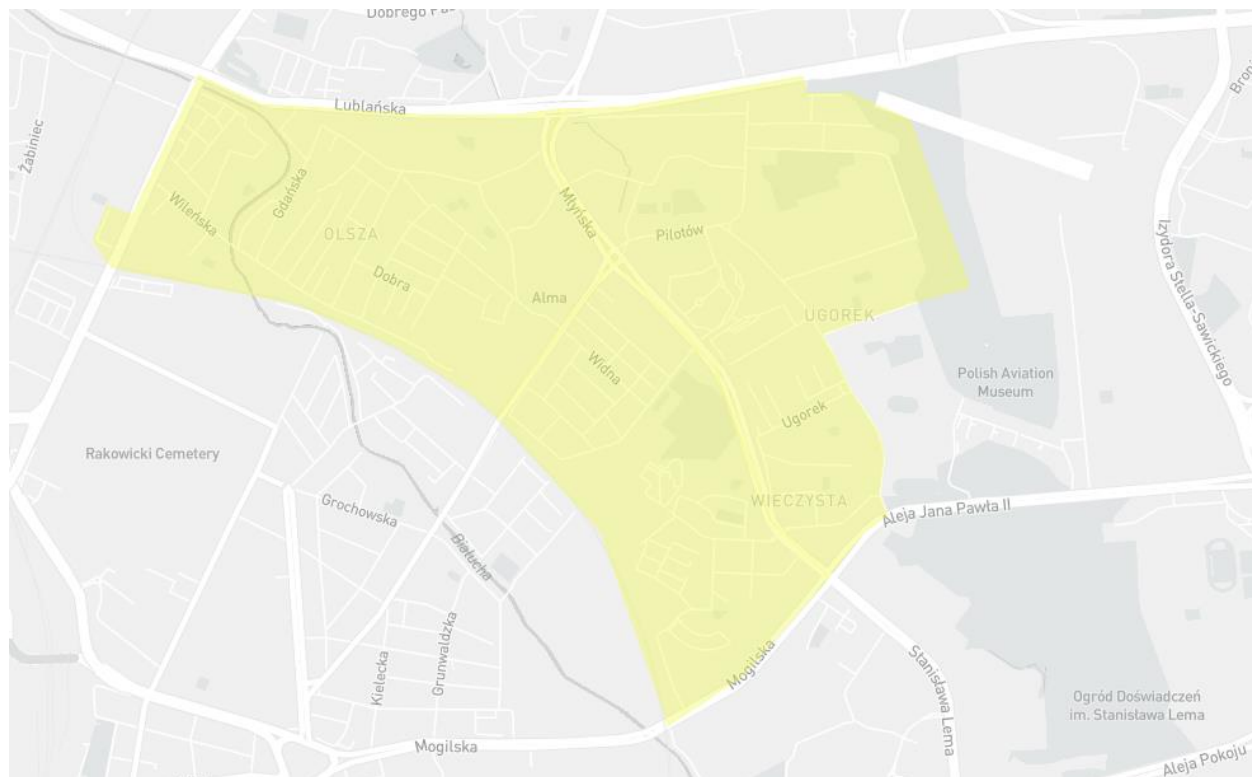 Dobrego
Lublańska
Żabiniec
Wileńska
Gdańska
OLSZA
Dobra
Młyńska
Pilotów
Alma
UGOREK
Widna
Ugorek
Izydora Stella-Sawickiego
Polish Aviation
Museum
Rakowicki Cemetery
Grochowska
Białucha
WIECZYSTA
Aleja Jana Pawła II
Kielecka
Grunwaldzka
Mogilska
Mogilska
Stanisława Lema
Ogród Doświadczeń
im. Stanisława Lema
Aleja Pokoju